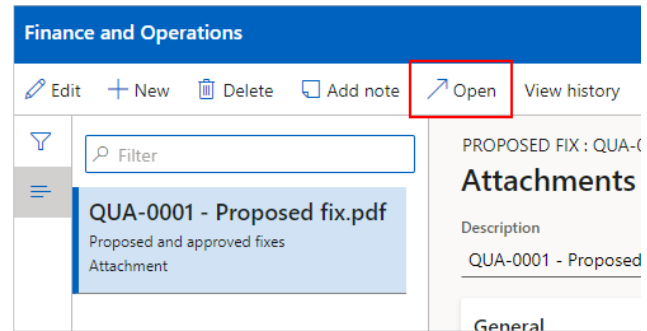 Finance and Operations
Edit New Delete Add note Open View history
Filter
QUA-0001 - Proposed fix.pdf
Proposed and approved fixes
Attachment
PROPOSED FIX : QUA-0
Attachments
Description
QUA-0001 - Proposed
General